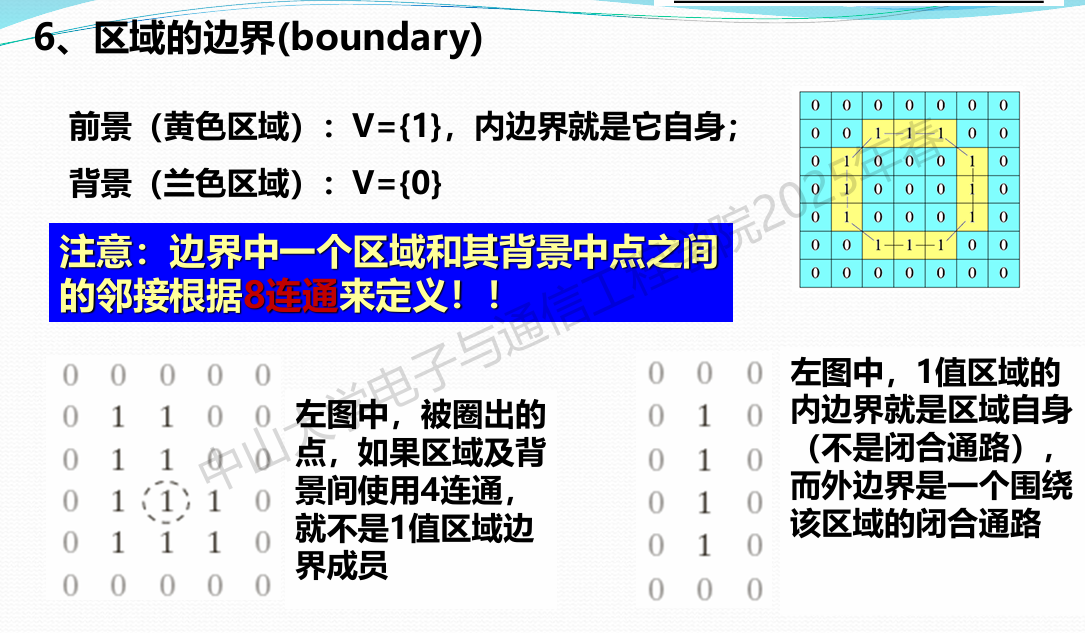 6、区域的边界(boundary)
前景（黄色区域）：V={1}，内边界就是它自身；
背景（兰色区域）：V={0}
注意：边界中一个区域和其背景中点之间
的邻接根据8连通来定义！！
0 0 0 0 0 0 0
0 0 1 1 1 0 0
0 1 0 0 0 1 0
0 1 0 0 0 1 0
0 1 0 0 0 1 0
0 0 1 1 1 0 0
0 0 0 0 0 0 0
0 0 0 0 0
0 1 1 0 0
0 1 1 0 0
0 1 1 1 0
0 1 1 1 0
0 0 0 0 0
左图中，被圈出的
点，如果区域及背
景间使用4连通，
就不是1值区域边
界成员
0 0 0
0 1 0
0 1 0
0 1 0
0 1 0
0 0 0
左图中，1值区域的
内边界就是区域自身
（不是闭合通路），
而外边界是一个围绕
该区域的闭合通路
中山大学电子与通信工程学院2025年春